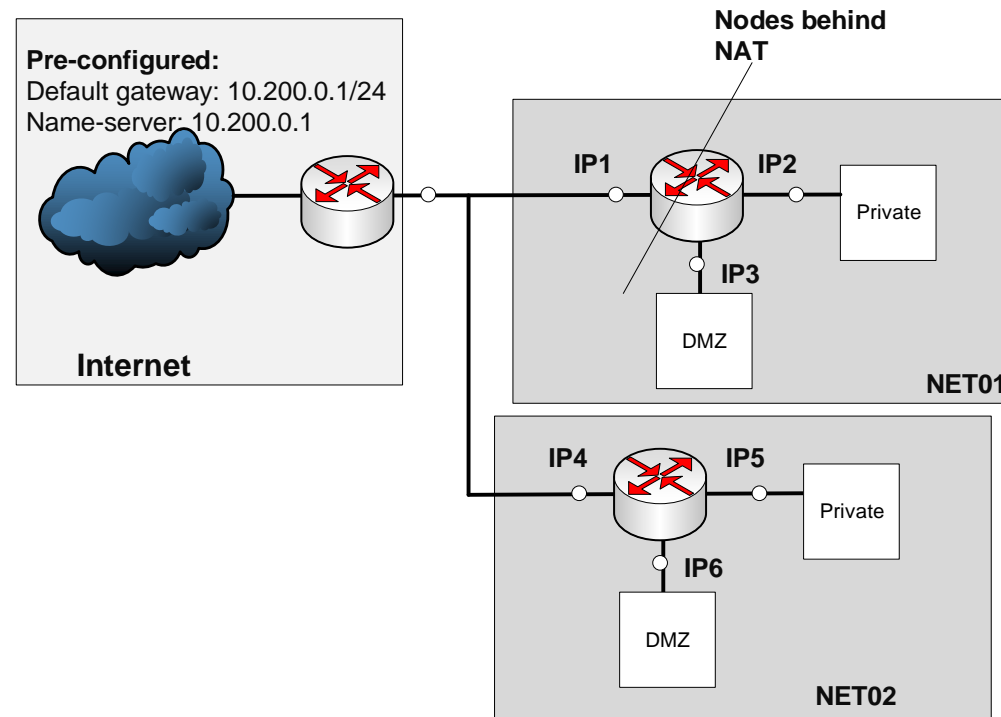 Pre-configured:
Default gateway: 10.200.0.1/24
Name-server: 10.200.0.1
Internet
Nodes behind
NAT
IP1
IP2
Private
IP3
DMZ
NET01
IP4
IP5
Private
IP6
DMZ
NET02